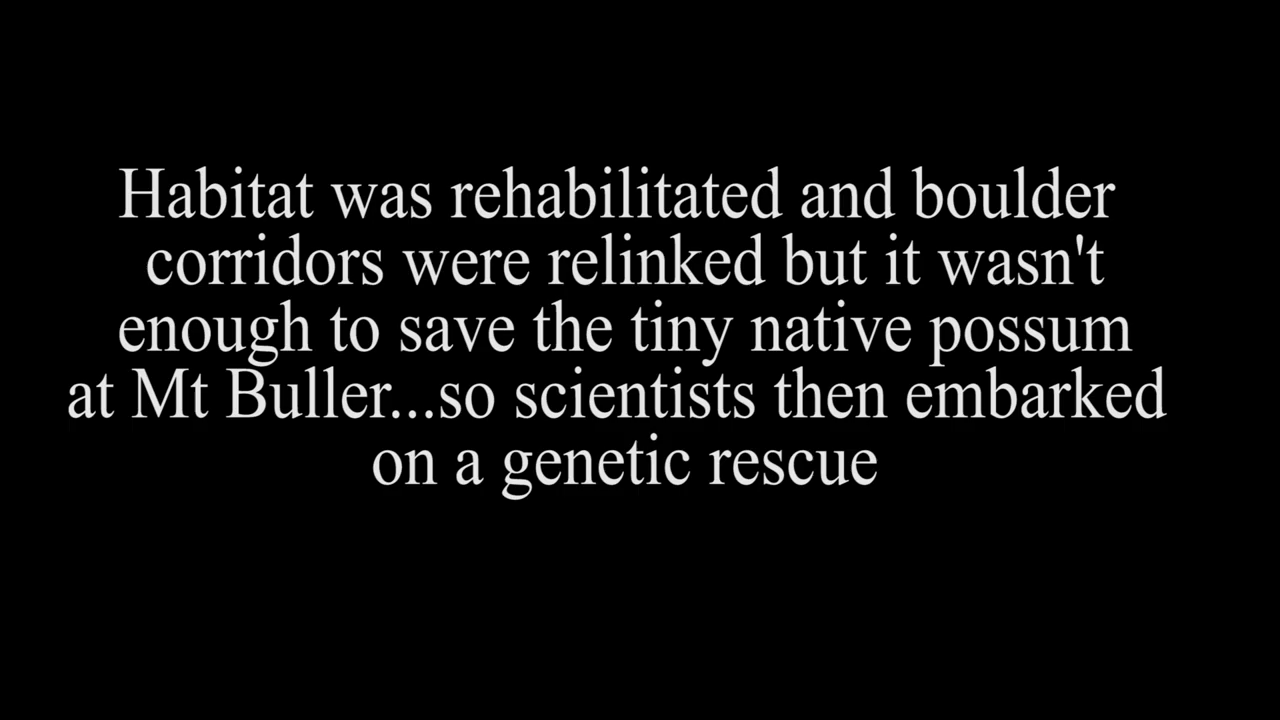 Habitat was rehabilitated and boulder
corridors were relinked but it wasn't
enough to save the tiny native possum
at Mt Buller...so scientists then embarked
on a genetic rescue